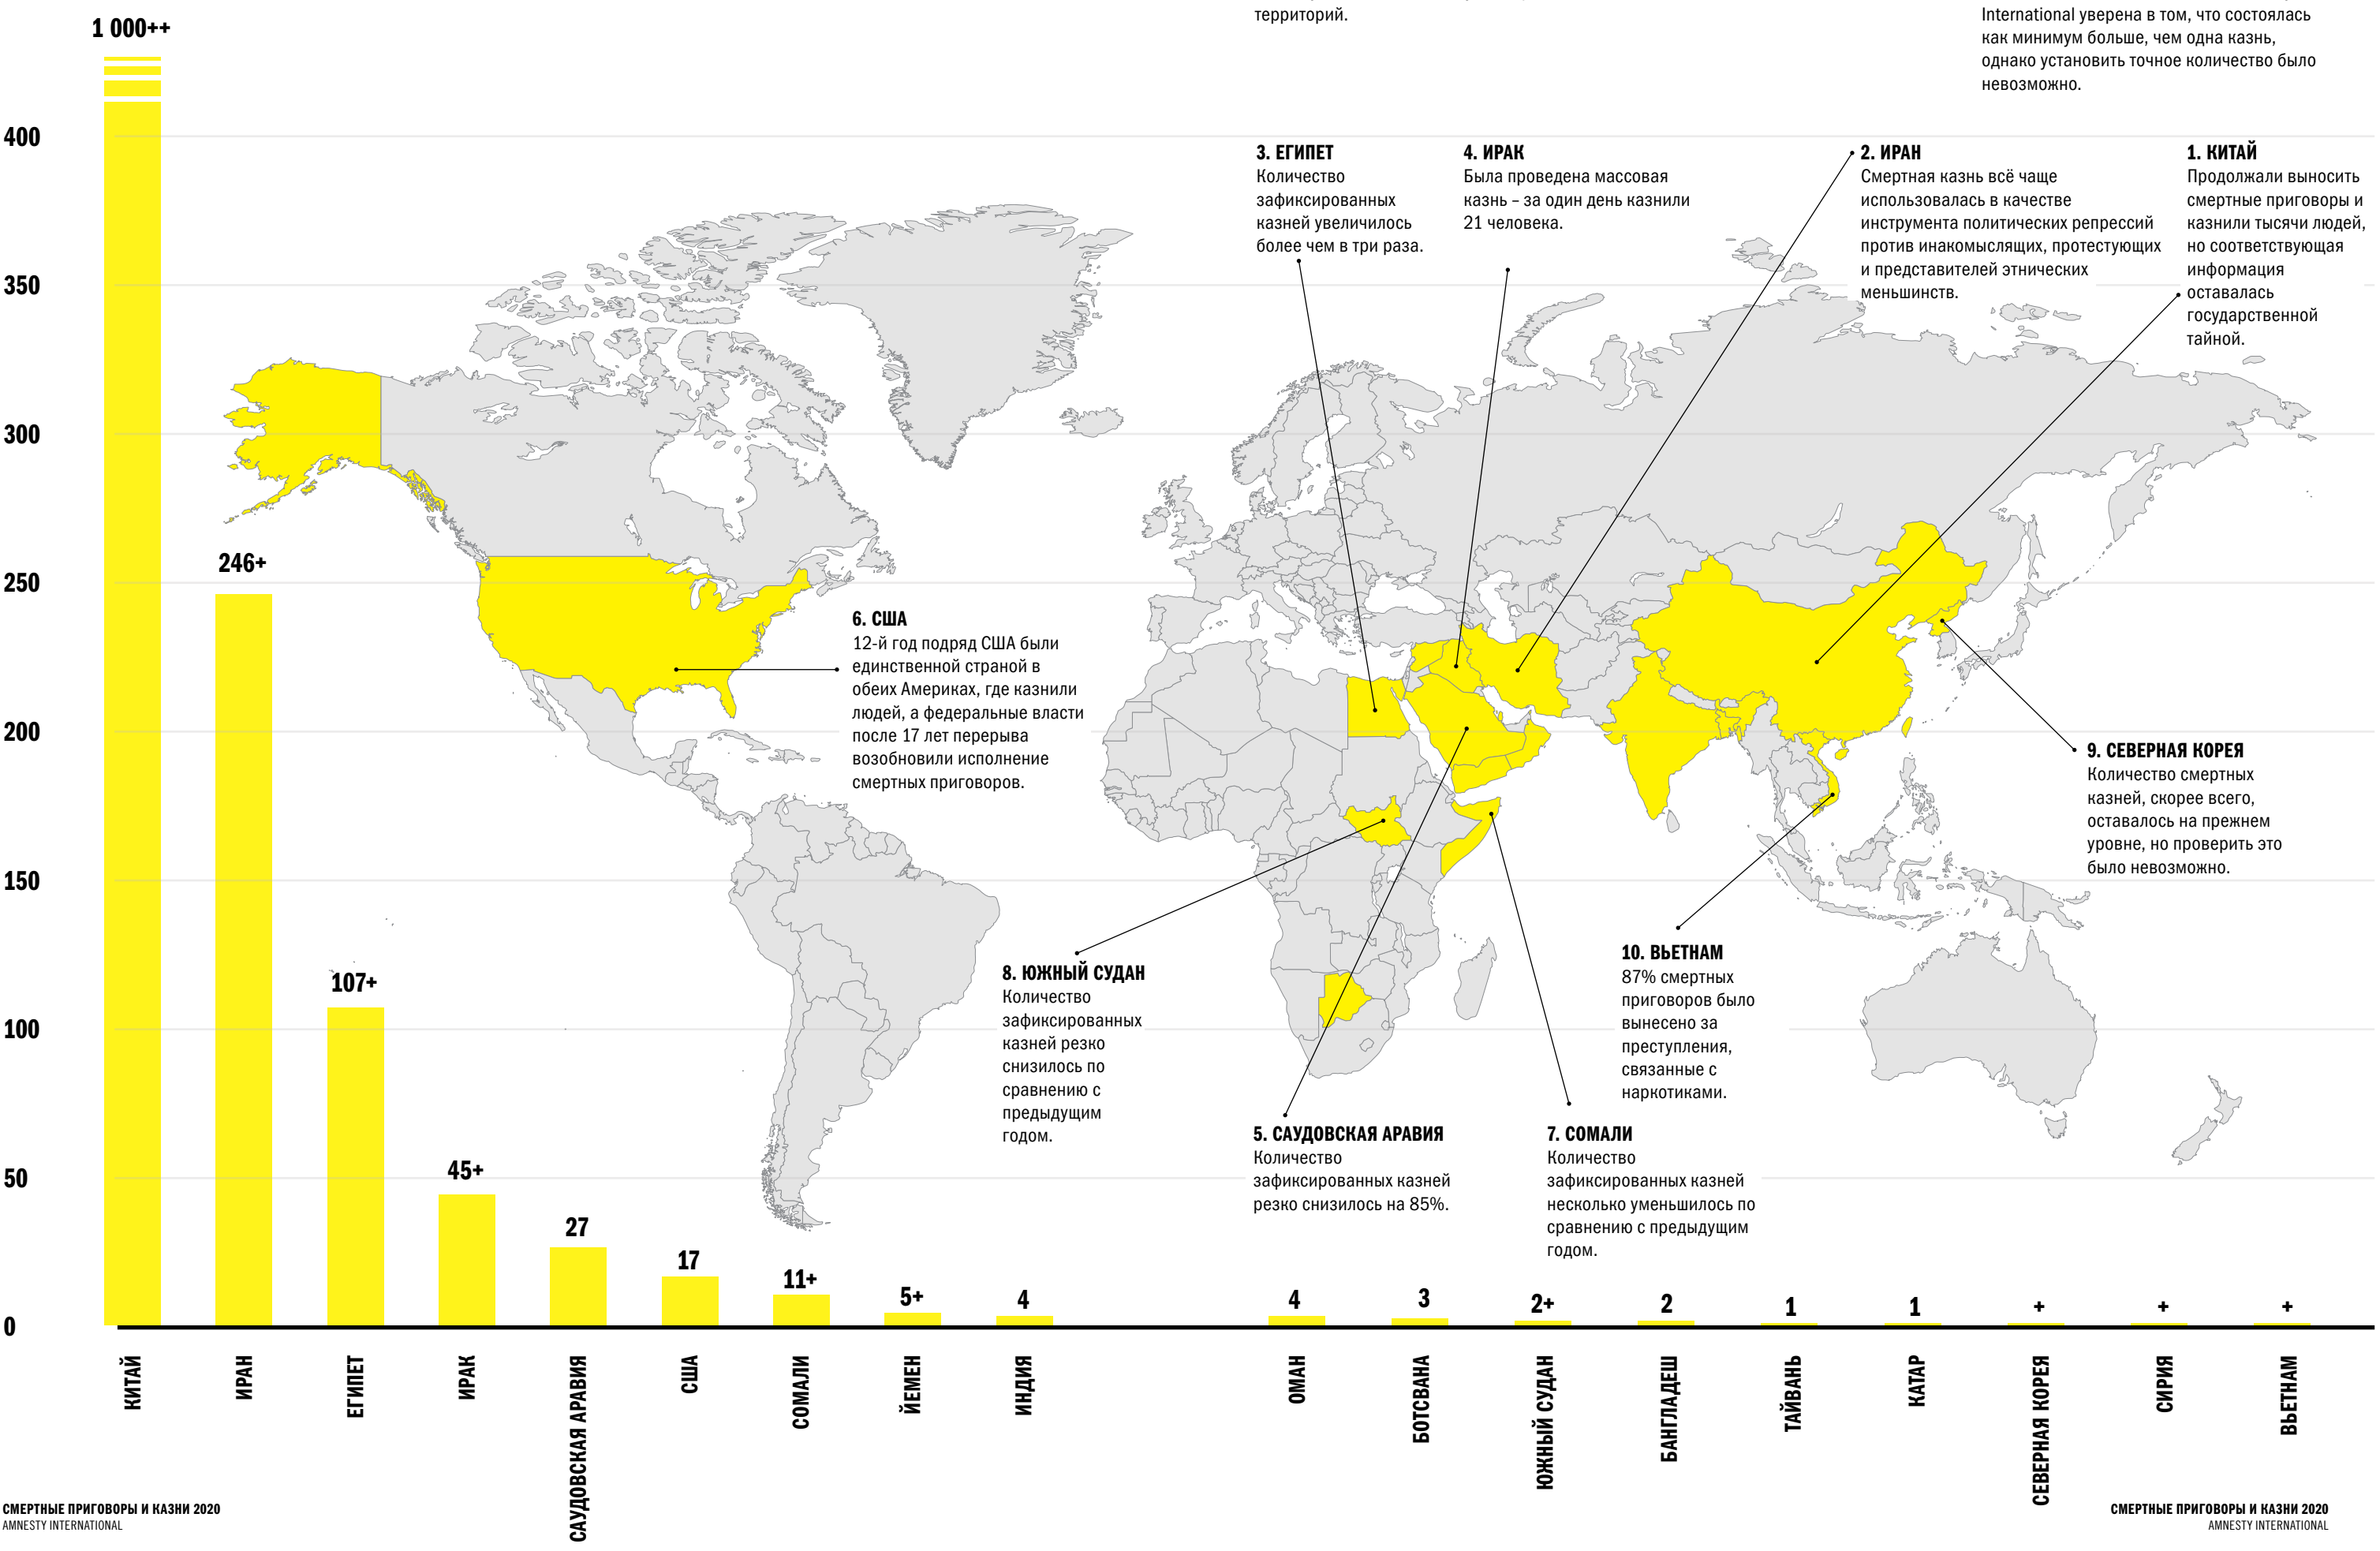 территорий.
International уверена в том, что состоялась
как минимум больше, чем одна казнь,
однако установить точное количество было
невозможно.
1 000++
400
350
300
250
200
150
100
50
0
3. ЕГИПЕТ
Количество
зафиксированных
казней увеличилось
более чем в три раза.
4. ИРАК
Была проведена массовая
казнь – за один день казнили
21 человека.
2. ИРАН
Смертная казнь всё чаще
использовалась в качестве
инструмента политических репрессий
против инакомыслящих, протестующих
и представителей этнических
меньшинств.
1. КИТАЙ
Продолжали выносить
смертные приговоры и
казнили тысячи людей,
но соответствующая
информация
оставалась
государственной
тайной.
6. США
12-й год подряд США были
единственной страной в
обеих Америках, где казнили
людей, а федеральные власти
после 17 лет перерыва
возобновили исполнение
смертных приговоров.
9. СЕВЕРНАЯ КОРЕЯ
Количество смертных
казней, скорее всего,
оставалось на прежнем
уровне, но проверить это
было невозможно.
8. ЮЖНЫЙ СУДАН
Количество
зафиксированных
казней резко
снизилось по
сравнению с
предыдущим
годом.
10. ВЬЕТНАМ
87% смертных
приговоров было
вынесено за
преступления,
связанные с
наркотиками.
5. САУДОВСКАЯ АРАВИЯ
Количество
зафиксированных казней
резко снизилось на 85%.
7. СОМАЛИ
Количество
зафиксированных казней
несколько уменьшилось по
сравнению с предыдущим
годом.
246+
107+
45+
27
17
11+
5+
4
4
3
2+
2
1
1
+
+
+
КИТАЙ
ИРАН
ЕГИПЕТ
ИРАК
САУДОВСКАЯ АРАВИЯ
США
СОМАЛИ
ЙЕМЕН
ИНДИЯ
ОМАН
БОТСВАНА
ЮЖНЫЙ СУДАН
БАНГЛАДЕШ
ТАЙВАНЬ
КАТАР
СЕВЕРНАЯ КОРЕЯ
СИРИЯ
ВЬЕТНАМ
СМЕРТНЫЕ ПРИГОВОРЫ И КАЗНИ 2020
AMNESTY INTERNATIONAL
СМЕРТНЫЕ ПРИГОВОРЫ И КАЗНИ 2020
AMNESTY INTERNATIONAL